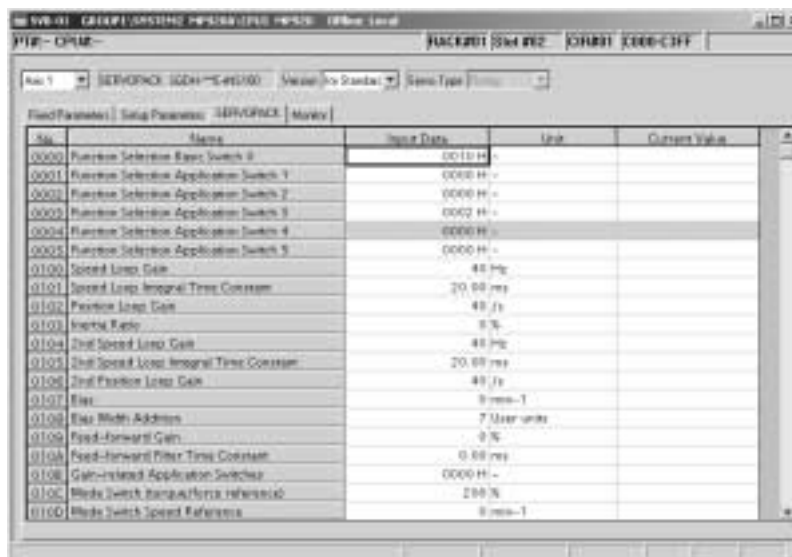 PT#:- CPU#:- RACK#01 Slot #02 CIR#01 C000-C3FF
Axis 1 SERVOPACK Version Servo Type
Fixed Parameters Setup Parameters SERVOPACK Monitor
No. Name Input Data Unit Current Value
0000 Function Selection Basic Switch 0 0010 H -
0001 Function Selection Application Switch 1 0000 H -
0002 Function Selection Application Switch 2 0000 H -
0003 Function Selection Application Switch 3 0002 H -
0004 Function Selection Application Switch 4 0000 H -
0005 Function Selection Application Switch 5 0000 H -
0100 Speed Loop Gain 40 Hz
0101 Speed Loop Integral Time Constant 20.00 ms
0102 Position Loop Gain 40 /s
0103 Inertia Ratio 0 %
0104 2nd Speed Loop Gain 40 Hz
0105 2nd Speed Loop Integral Time Constant 20.00 ms
0106 2nd Position Loop Gain 40 /s
0107 Bias 0 min-1
0108 Bias Width Addition 7 User units
0109 Feed-forward Gain 0 %
010A Feed-forward Filter Time Constant 0.00 ms
010B Gain-related Application Switches 0000 H -
010C Mode Switch (torque/force reference) 200 %
010D Mode Switch Speed Reference 0 min-1